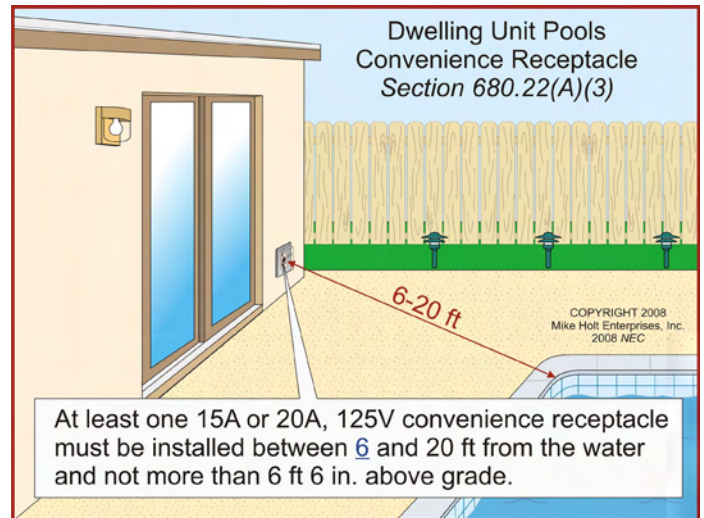 Dwelling Unit Pools
Convenience Receptacle
Section 680.22(A)(3)
6-20 ft
COPYRIGHT 2008
Mike Holt Enterprises, Inc.
2008 NEC
At least one 15A or 20A, 125V convenience receptacle
must be installed between 6 and 20 ft from the water
and not more than 6 ft 6 in. above grade.